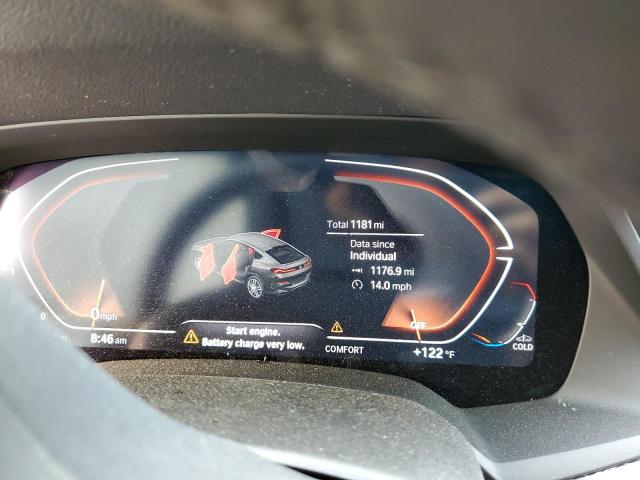 Total 1181 mi
Data since
Individual
1176.9 mi
14.0 mph
0
0 mph
OFF
Start engine.
Battery charge very low.
8:46 am
COMFORT
+122 °F
COLD